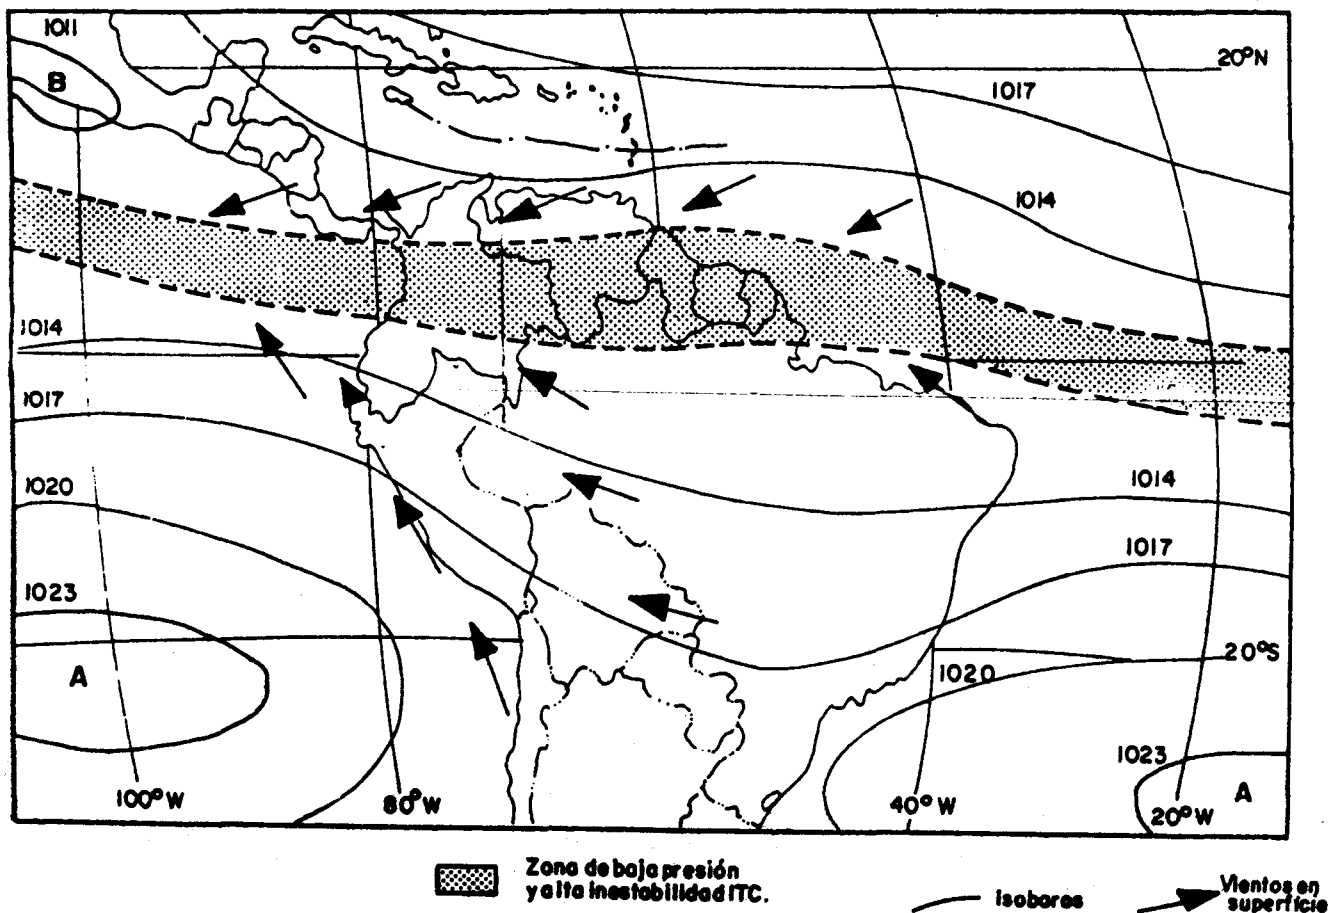 1011
B
20°N
1017
1014
1014
1017
1020
1014
1017
1023
20°S
A
1020
1023
A
100°W
80°W
40°W
20°W
Zona de baja presión
y alta inestabilidad ITC.
Isobaras
Vientos en
superficie